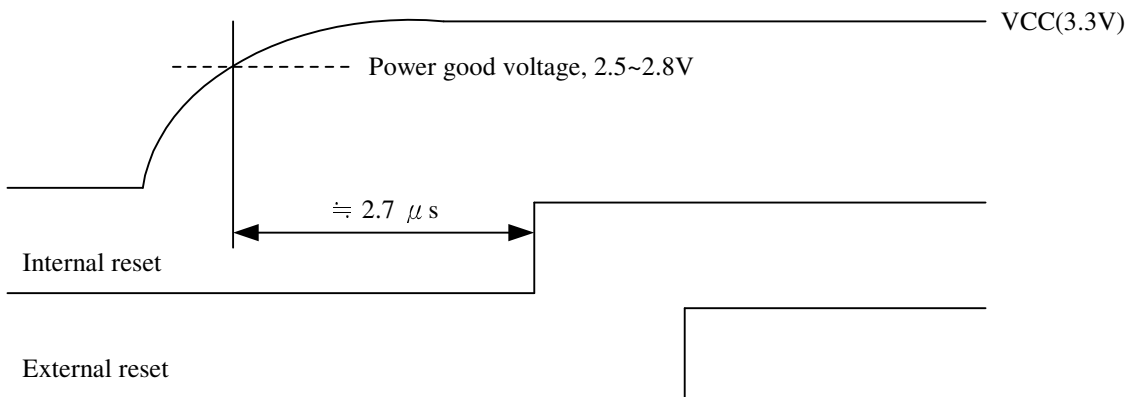 VCC(3.3V)
Power good voltage, 2.5~2.8V
≒ 2.7 μs
Internal reset
External reset